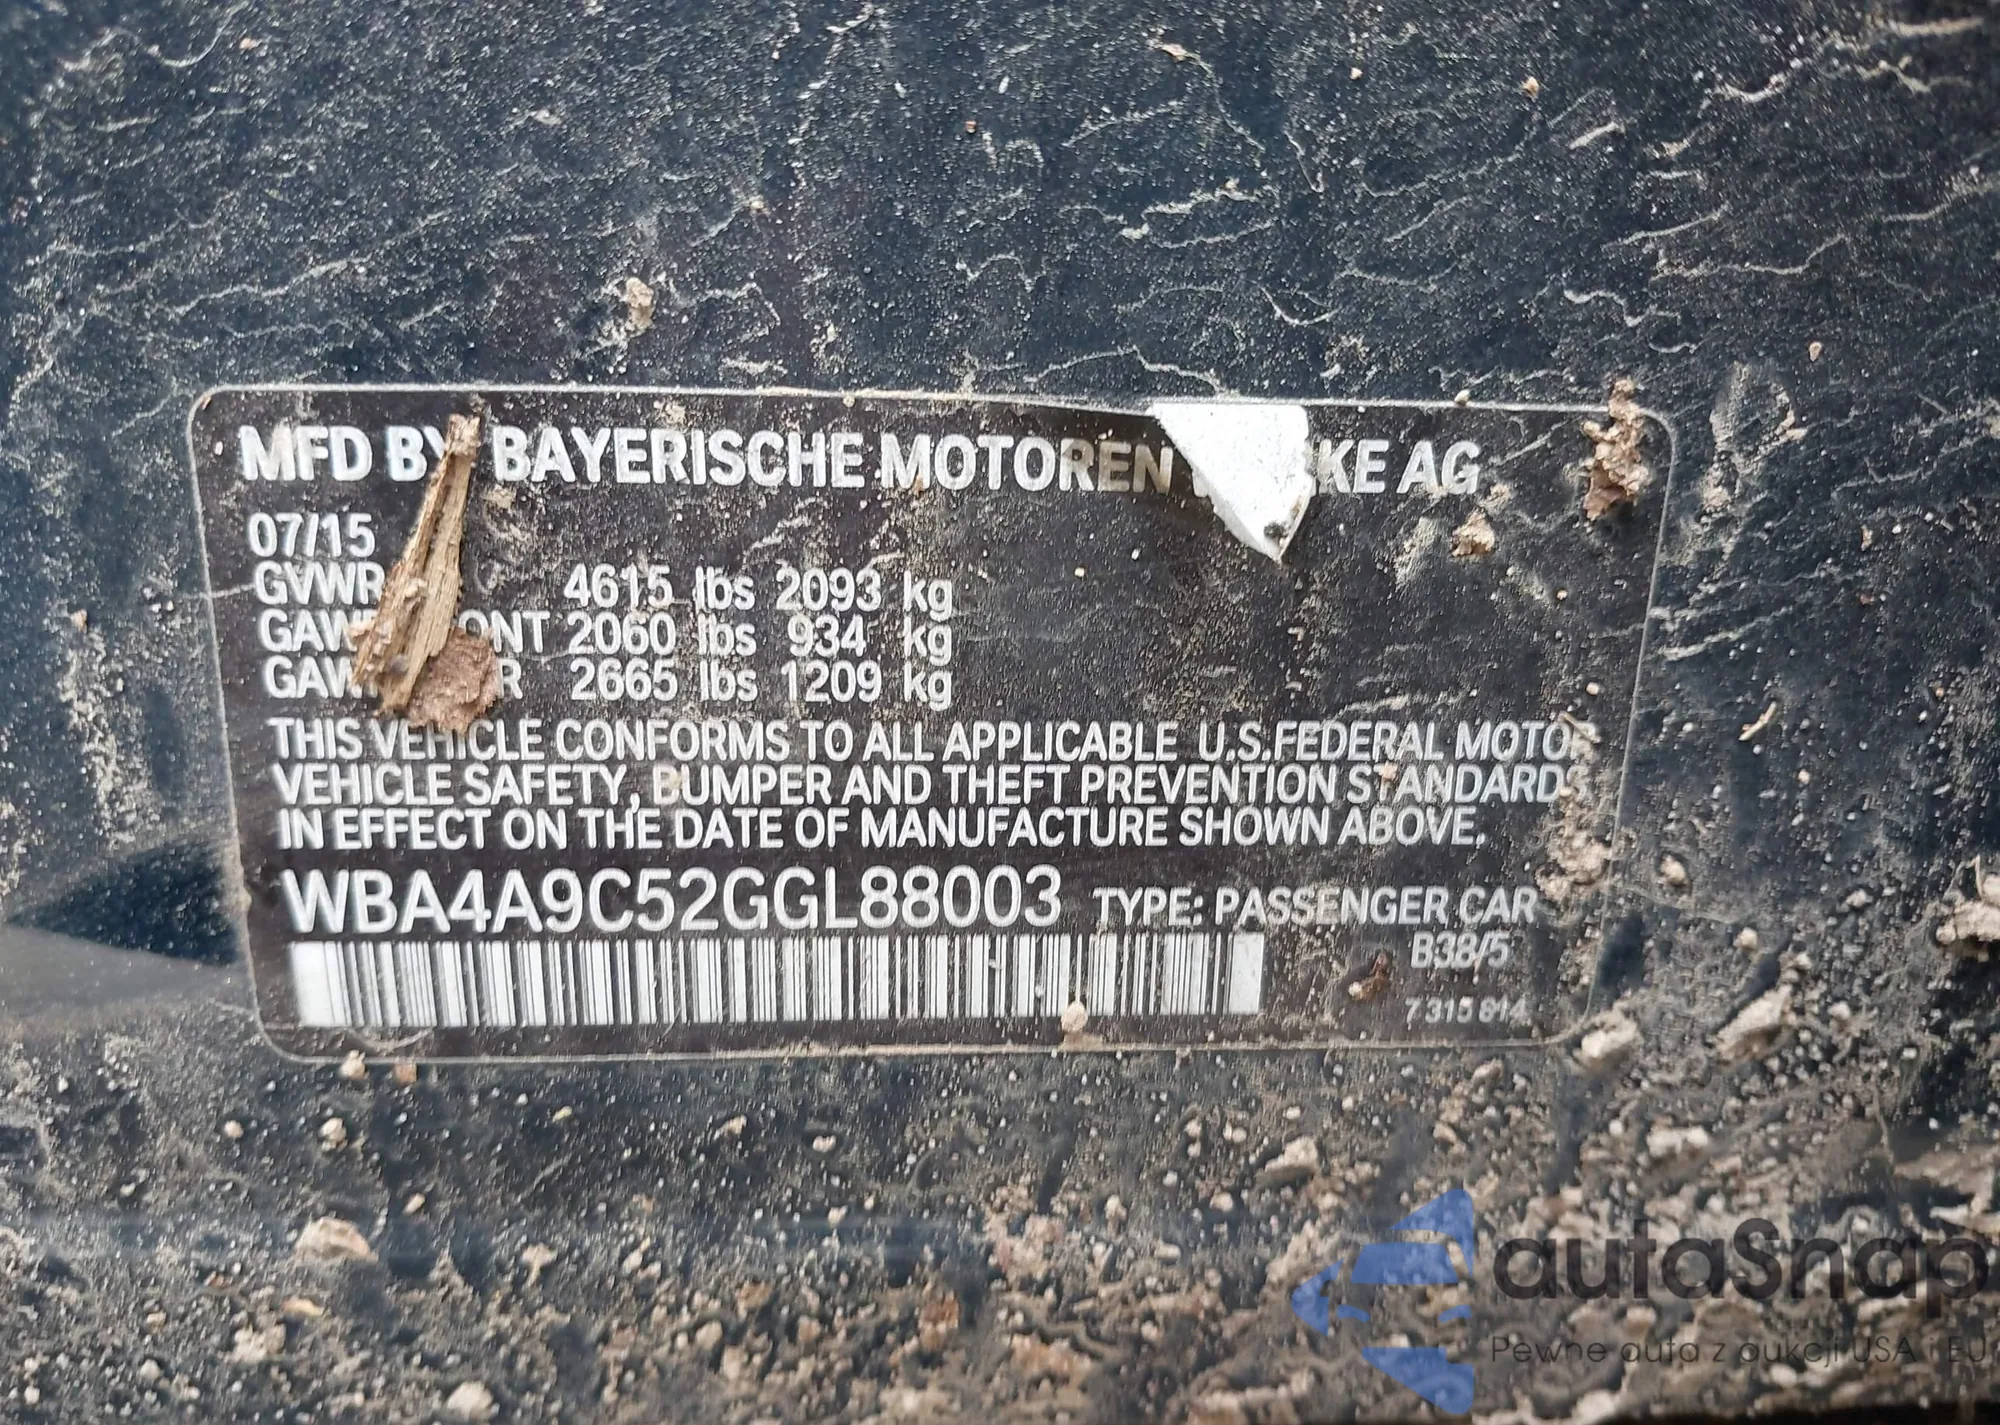 MFD BY BAYERISCHE MOTOREN KE AG
07/15
GVWR 4615 lbs 2093 kg
GAW ONT 2060 lbs 934 kg
GAW R 2665 lbs 1209 kg
THIS VEHICLE CONFORMS TO ALL APPLICABLE U.S.FEDERAL MOTOR
VEHICLE SAFETY, BUMPER AND THEFT PREVENTION STANDARDS
IN EFFECT ON THE DATE OF MANUFACTURE SHOWN ABOVE.
WBA4A9C52GGL88003 TYPE: PASSENGER CAR
B38/5
7 315 814
autaSnap
Pewne auta z aukcji USA i EU